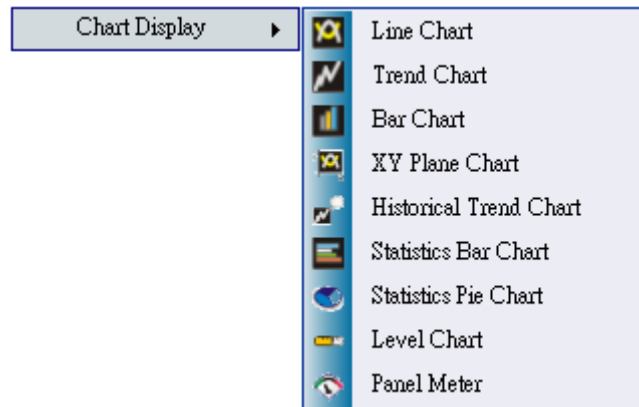 Chart Display
Line Chart
Trend Chart
Bar Chart
XY Plane Chart
Historical Trend Chart
Statistics Bar Chart
Statistics Pie Chart
Level Chart
Panel Meter